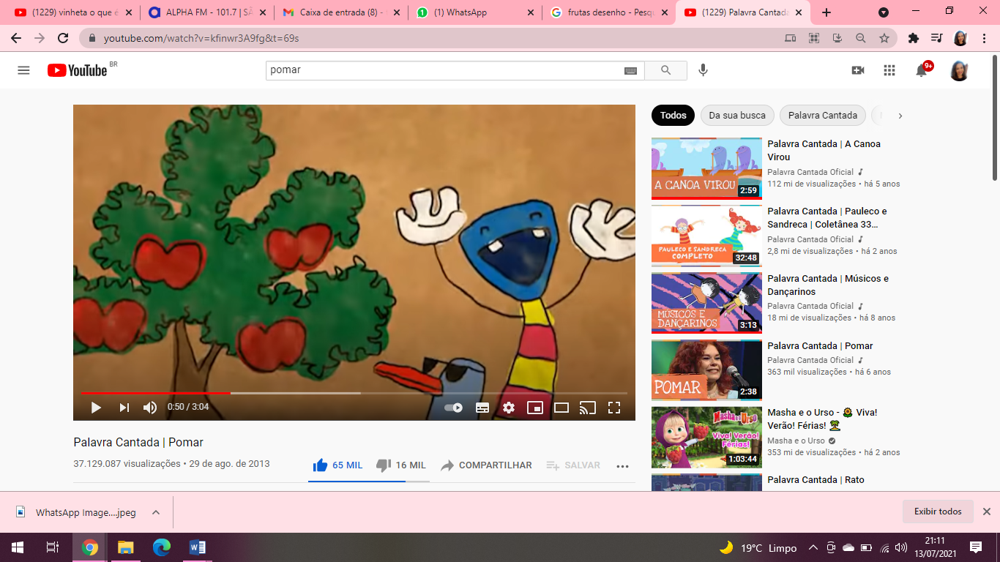 (1229) vinheta o que é
ALPHA FM - 101.7 | SÃ
Caixa de entrada (8) -
(1) WhatsApp
frutas desenho - Pesqu
(1229) Palavra Cantada
youtube.com/watch?v=kfinwr3A9fg&t=69s
YouTube BR
pomar
9+
0:50 / 3:04
Palavra Cantada | Pomar
37.129.087 visualizações • 29 de ago. de 2013
65 MIL
16 MIL
COMPARTILHAR
SALVAR
Todos
Da sua busca
Palavra Cantada
A CANOA VIROU
2:59
Palavra Cantada | A Canoa
Virou
Palavra Cantada Oficial
112 mi de visualizações • há 5 anos
PAULECO E SANDRECA
COMPLETO
32:48
Palavra Cantada | Pauleco e
Sandreca | Coletânea 33...
Palavra Cantada Oficial
2,8 mi de visualizações • há 2 anos
MÚSICOS E
DANÇARINOS
3:13
Palavra Cantada | Músicos e
Dançarinos
Palavra Cantada Oficial
18 mi de visualizações • há 8 anos
POMAR
2:38
Palavra Cantada | Pomar
Palavra Cantada Oficial
363 mil visualizações • há 6 anos
Masha e o Urso
Viva! Verão!
Férias!
1:03:44
Masha e o Urso - 🌻 Viva!
Verão! Férias! 🏝
Masha e o Urso
353 mi de visualizações • há 2 anos
Palavra Cantada | Rato
WhatsApp Image....jpeg
Exibir todos
19°C Limpo
21:11
13/07/2021